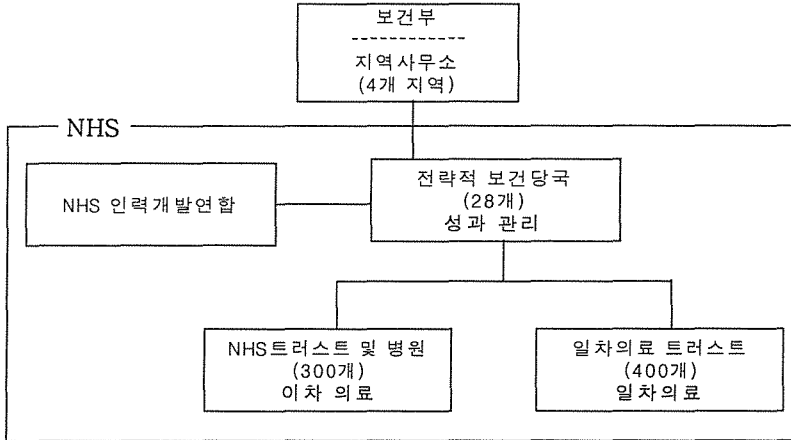 보건부
------------
지역사무소
(4개 지역)
NHS
전략적 보건당국
(28개)
성과 관리
NHS 인력개발연합
NHS트러스트 및 병원
(300개)
이차 의료
일차의료 트러스트
(400개)
일차의료